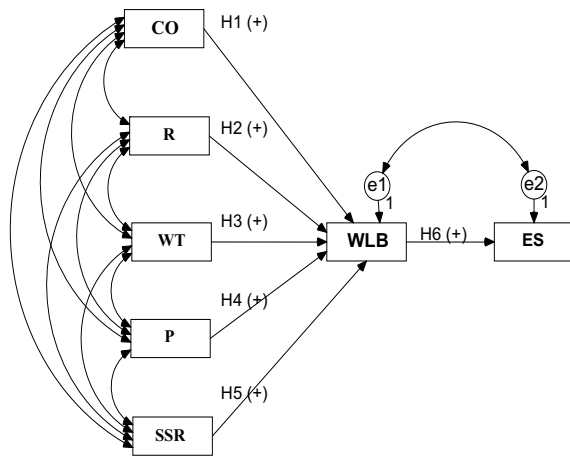 CO
H1 (+)
R
H2 (+)
e1
1
e2
1
WT
H3 (+)
WLB
H6 (+)
ES
H4 (+)
P
H5 (+)
SSR